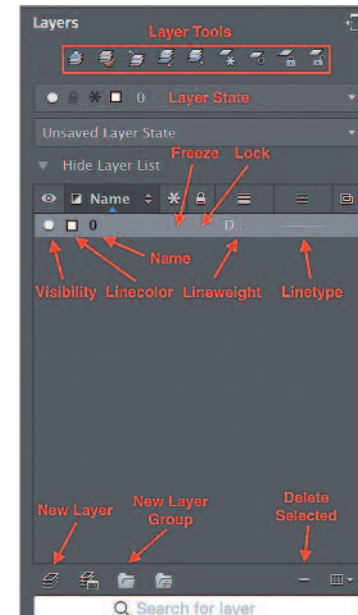 Layers
Layer Tools
0 Layer State
Unsaved Layer State
Hide Layer List
Freeze Lock
Name
0 D..
Name
Visibility Linecolor Lineweight Linetype
New Layer
New Layer Group
Delete Selected
Search for layer